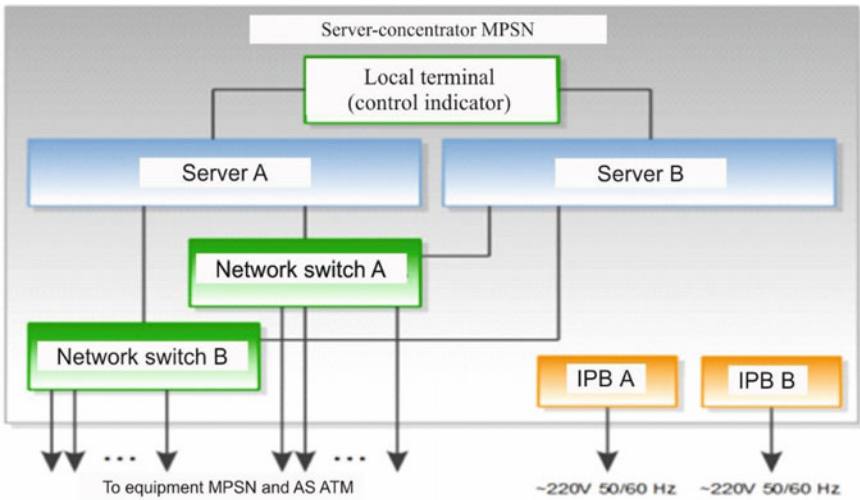 Server-concentrator MPSN
Local terminal
(control indicator)
Server A
Server B
Network switch A
Network switch B
IPB A
IPB B
...
...
To equipment MPSN and AS ATM
~220V 50/60 Hz
~220V 50/60 Hz